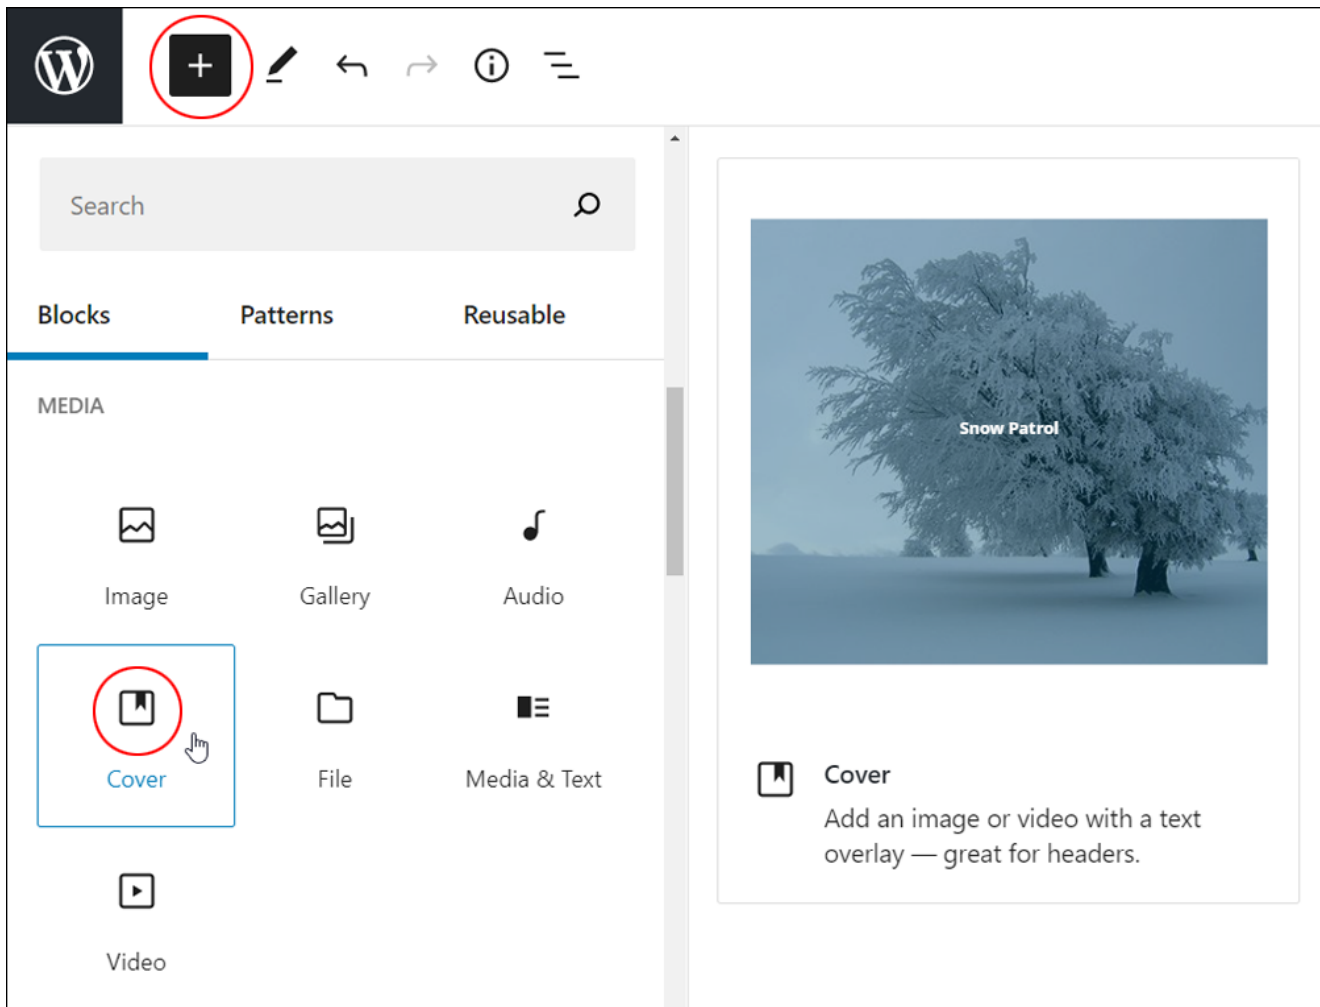 Search
Blocks Patterns Reusable
MEDIA
Image Gallery Audio
Cover File Media & Text
Video
Snow Patrol
Cover
Add an image or video with a text
overlay — great for headers.